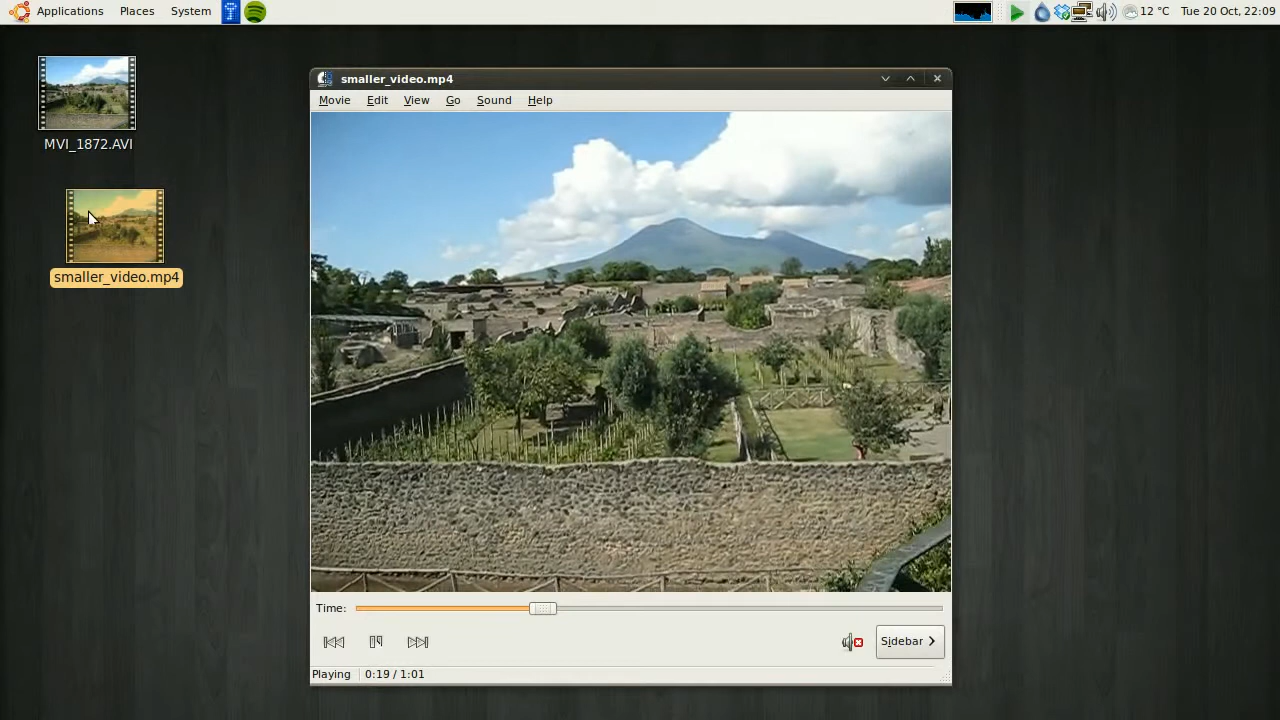 Applications Places System 12 °C Tue 20 Oct, 22:09
MVI_1872.AVI
smaller_video.mp4
smaller_video.mp4
Movie Edit View Go Sound Help
Time:
Sidebar
Playing 0:19 / 1:01